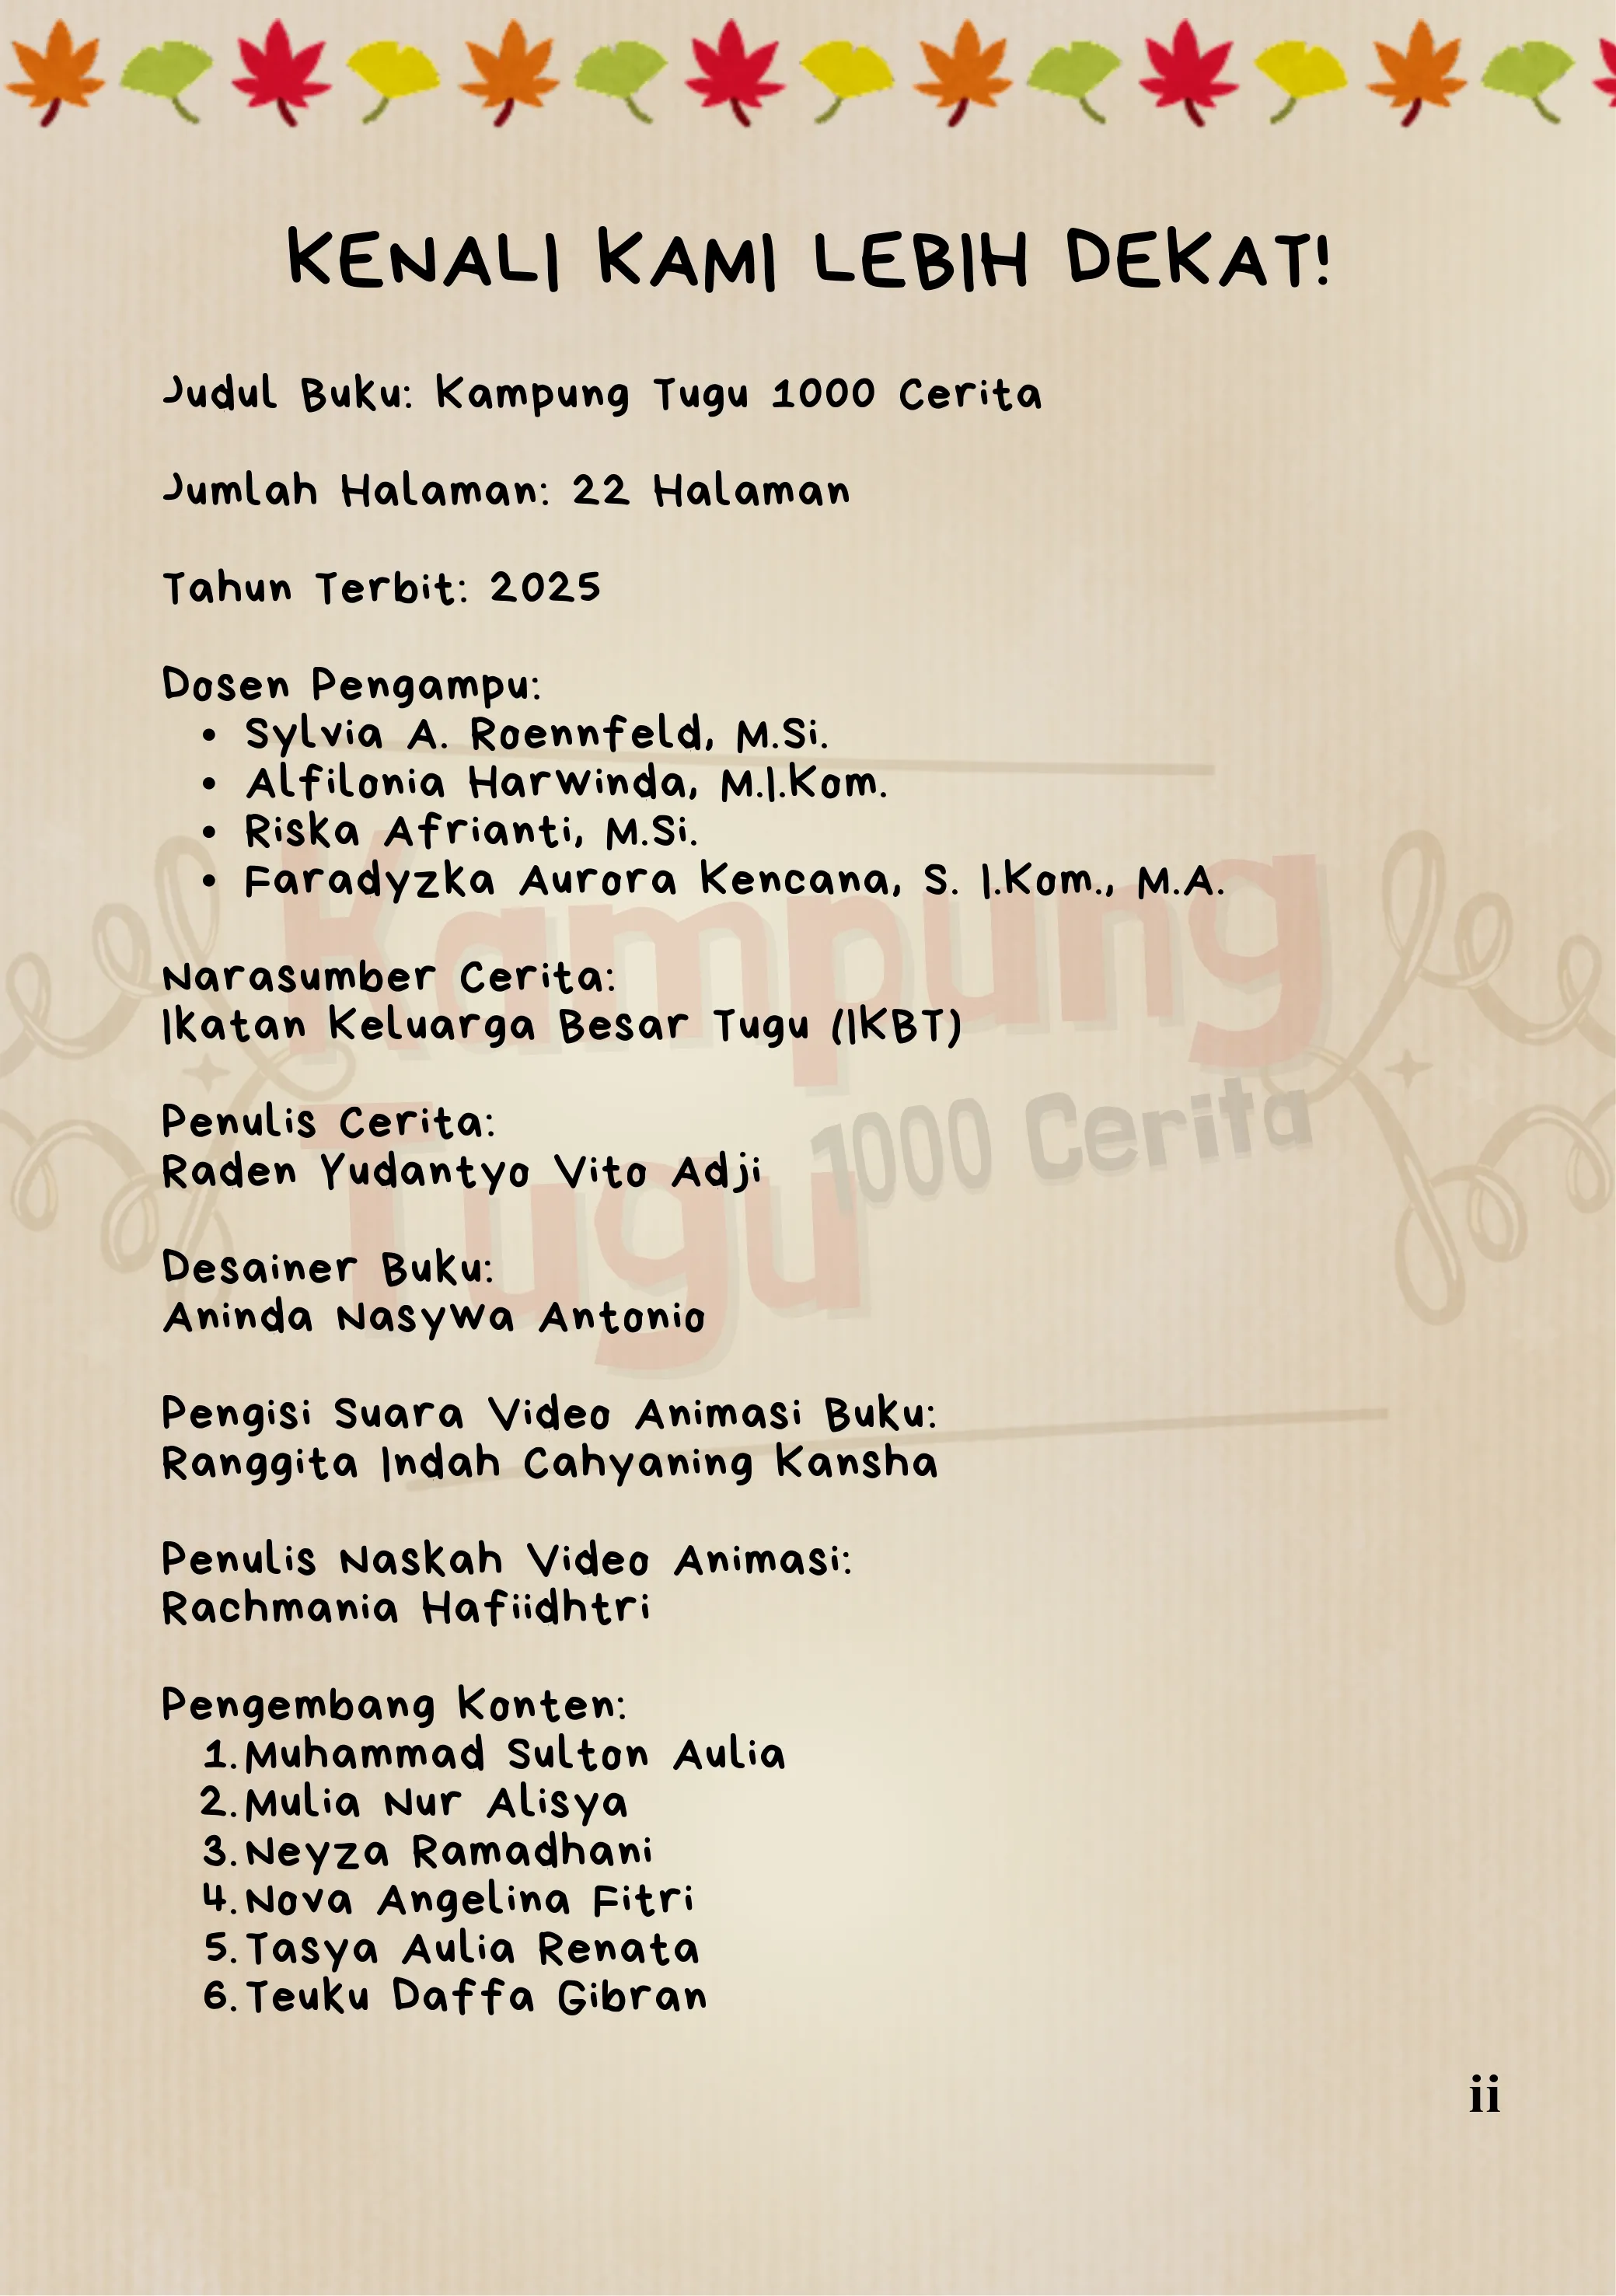 KENALI KAMI LEBIH DEKAT!
Judul Buku: Kampung Tugu 1000 Cerita
Jumlah Halaman: 22 Halaman
Tahun Terbit: 2025
Dosen Pengampu:
• Sylvia A. Roennfeld, M.Si.
• Alfilonia Harwinda, M.I.Kom.
• Riska Afrianti, M.Si.
• Faradyzka Aurora Kencana, S. I.Kom., M.A.
Narasumber Cerita:
Ikatan Keluarga Besar Tugu (IKBT)
Penulis Cerita:
Raden Yudantyo Vito Adji
Desainer Buku:
Aninda Nasywa Antonio
Pengisi Suara Video Animasi Buku:
Ranggita Indah Cahyaning Kansha
Penulis Naskah Video Animasi:
Rachmania Hafiidhtri
Pengembang Konten:
1. Muhammad Sulton Aulia
2. Mulia Nur Alisya
3. Neyza Ramadhani
4. Nova Angelina Fitri
5. Tasya Aulia Renata
6. Teuku Daffa Gibran
Kampung
Tugu
1000 Cerita
ii